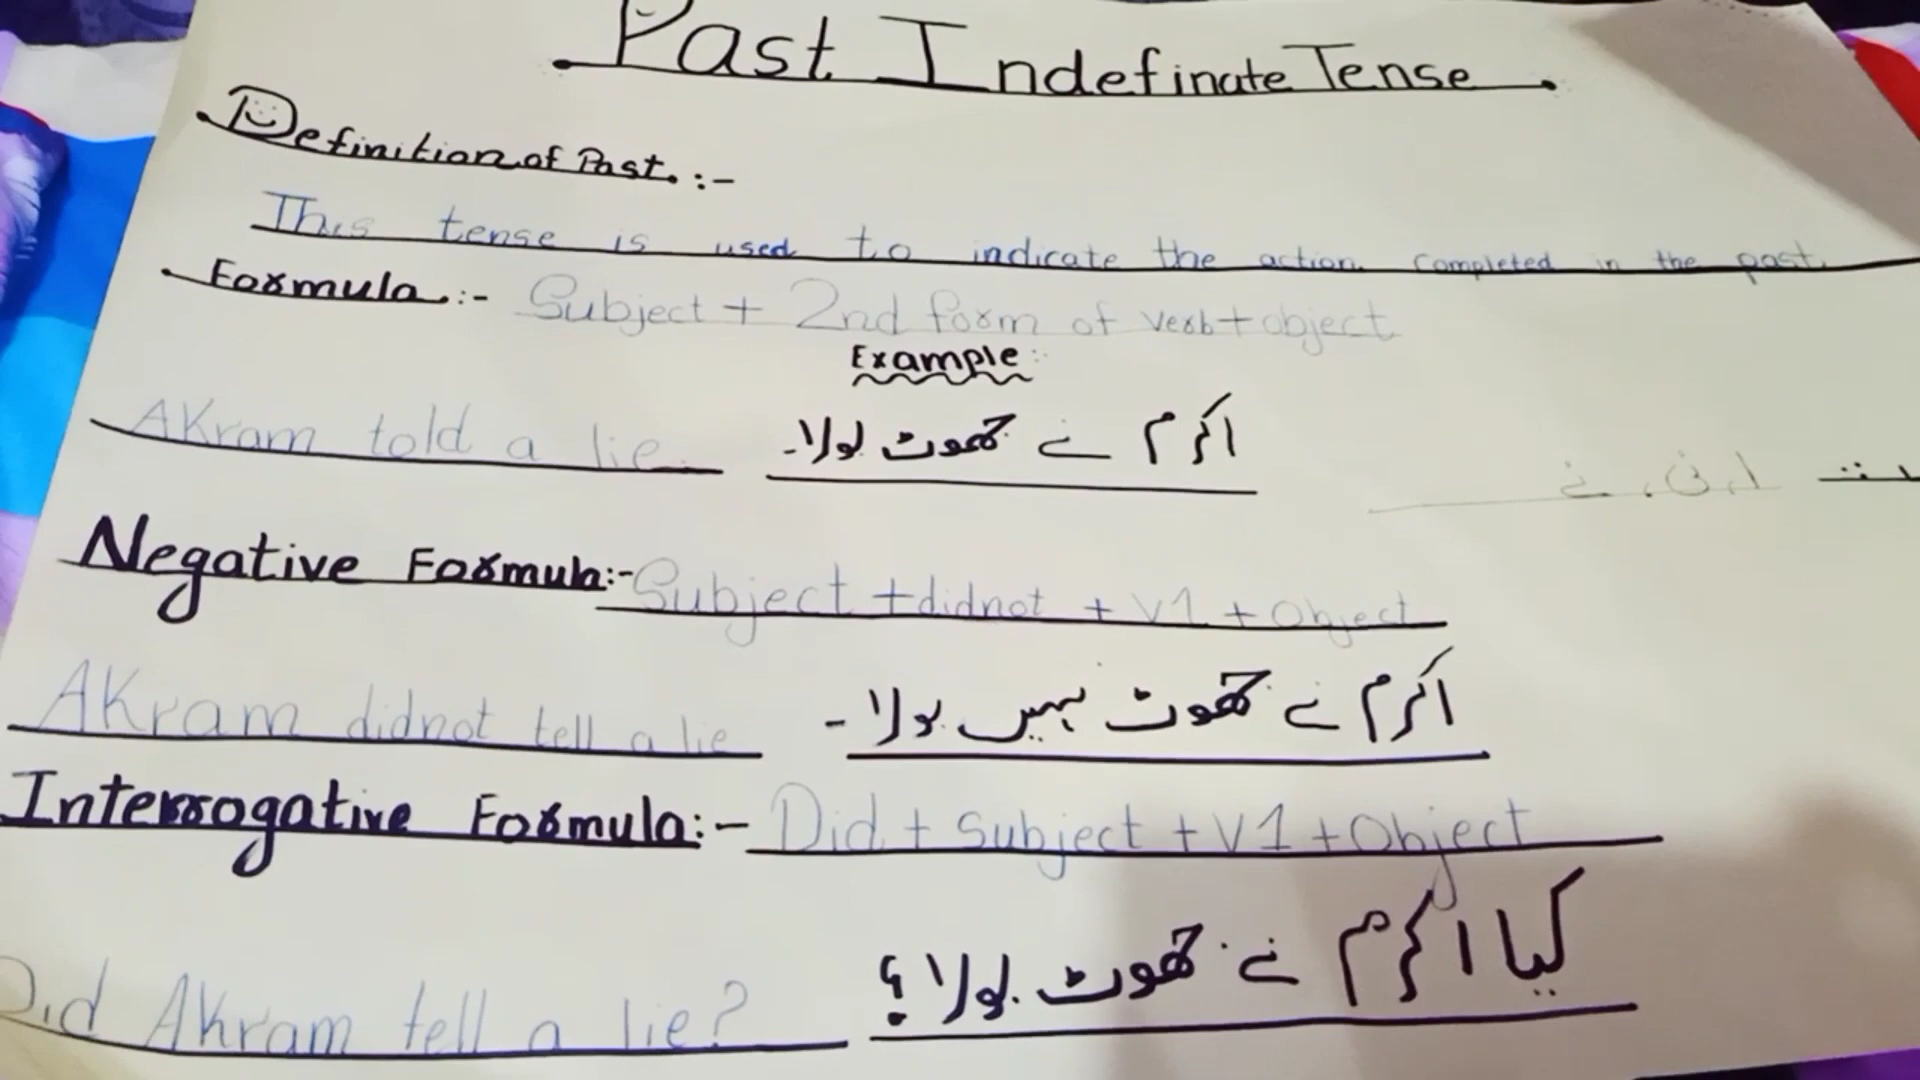 Past Indefinate Tense.
Definition of Past.:-
This tense is used to indicate the action completed in the past.
Formula.:- Subject + 2nd form of verb + object
Example:
AKram told a lie. اکرم نے جھوٹ بولا۔
ا، ی، ے
Negative Formula:- Subject + didnot + V1 + Object
AKram didnot tell a lie اکرم نے جھوٹ نہیں بولا۔
Interrogative Formula:- Did + Subject + V1 + Object
Did Akram tell a lie? کیا اکرم نے جھوٹ بولا؟